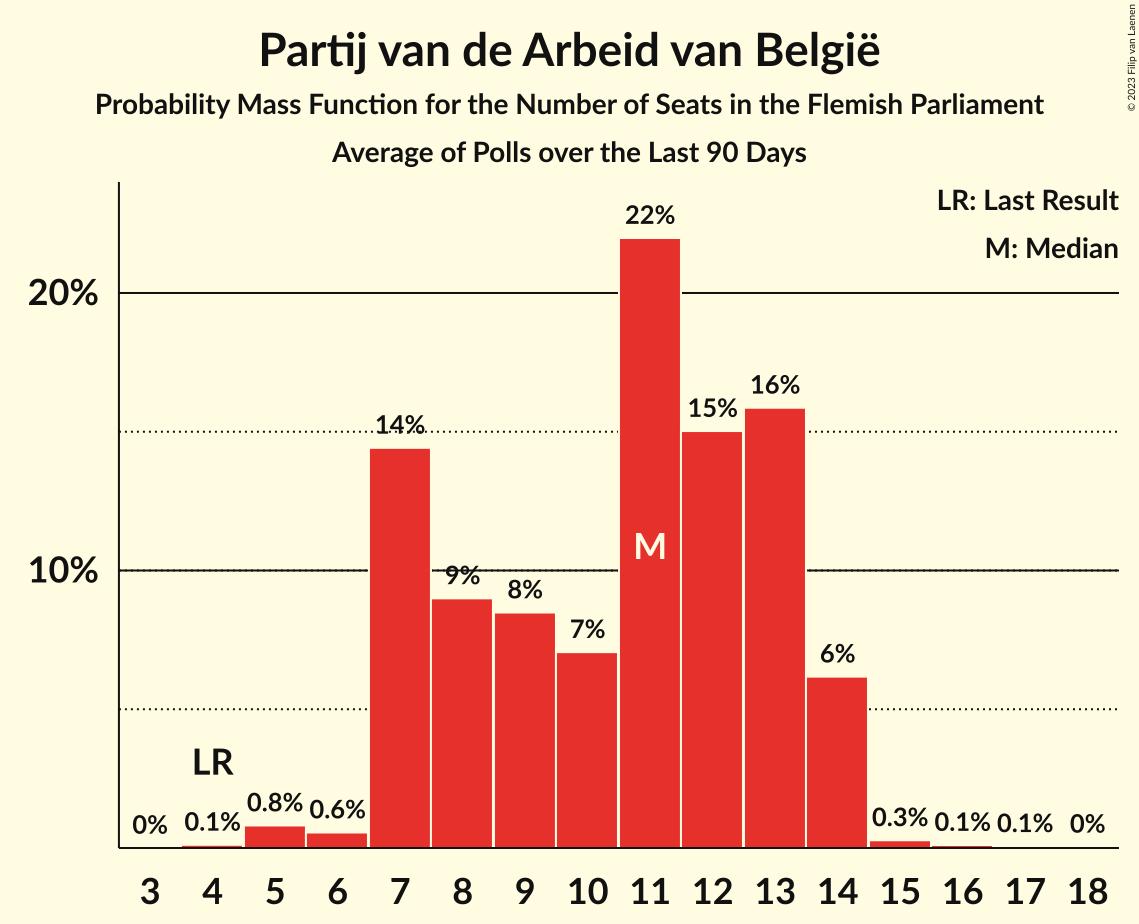 Partij van de Arbeid van België
Probability Mass Function for the Number of Seats in the Flemish Parliament
Average of Polls over the Last 90 Days
© 2023 Filip van Laenen
LR: Last Result
M: Median
22%
20%
16%
15%
14%
M
10%
9%
8%
7%
6%
LR
0%
0.1%
0.8%
0.6%
0.3%
0.1%
0.1%
0%
3 4 5 6 7 8 9 10 11 12 13 14 15 16 17 18